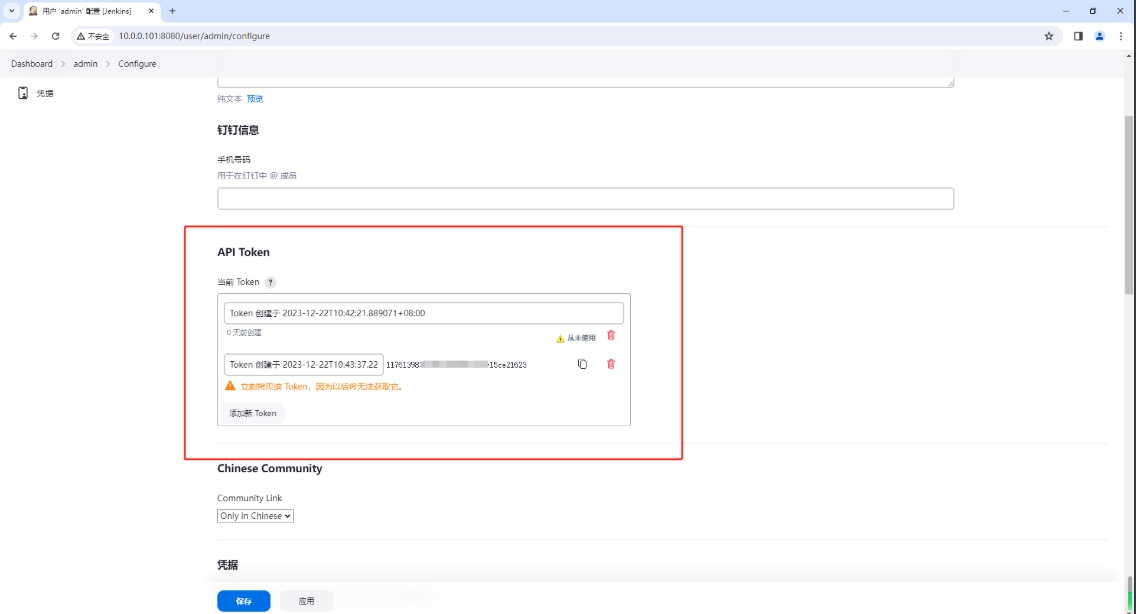 用户 'admin' 配置 [Jenkins]
不安全 10.0.0.101:8080/user/admin/configure
Dashboard admin Configure
凭据
纯文本 预览
钉钉信息
手机号码
用于在钉钉中 @ 成员
API Token
当前 Token ?
Token 创建于 2023-12-22T10:42:21.889071+08:00
0 天前创建
从未使用
Token 创建于 2023-12-22T10:43:37.22 11761398 15ce21623
立刻拷贝该 Token，因为以后将无法获取它。
添加新 Token
Chinese Community
Community Link
Only in Chinese
凭据
保存 应用